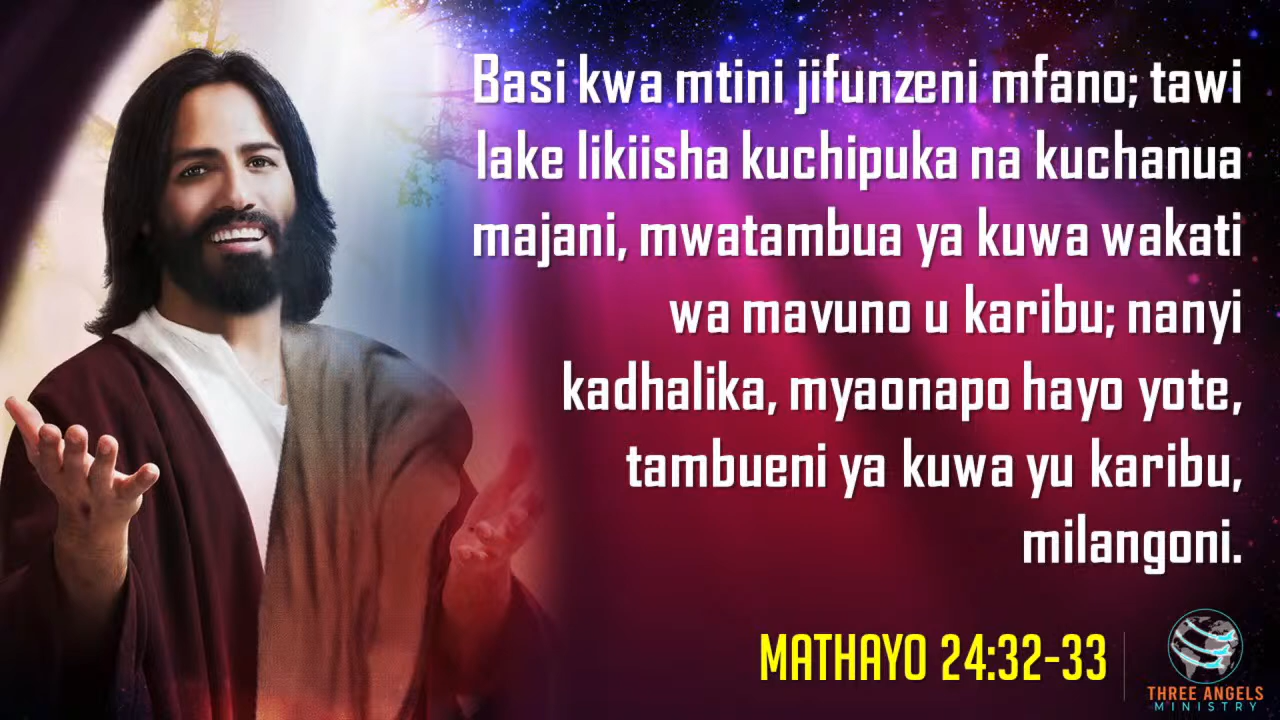 Basi kwa mtini jifunzeni mfano; tawi
lake likiisha kuchipuka na kuchanua
majani, mwatambua ya kuwa wakati
wa mavuno u karibu; nanyi
kadhalika, myaonapo hayo yote,
tambueni ya kuwa yu karibu,
milangoni.
MATHAYO 24:32-33
THREE ANGELS
MINISTRY